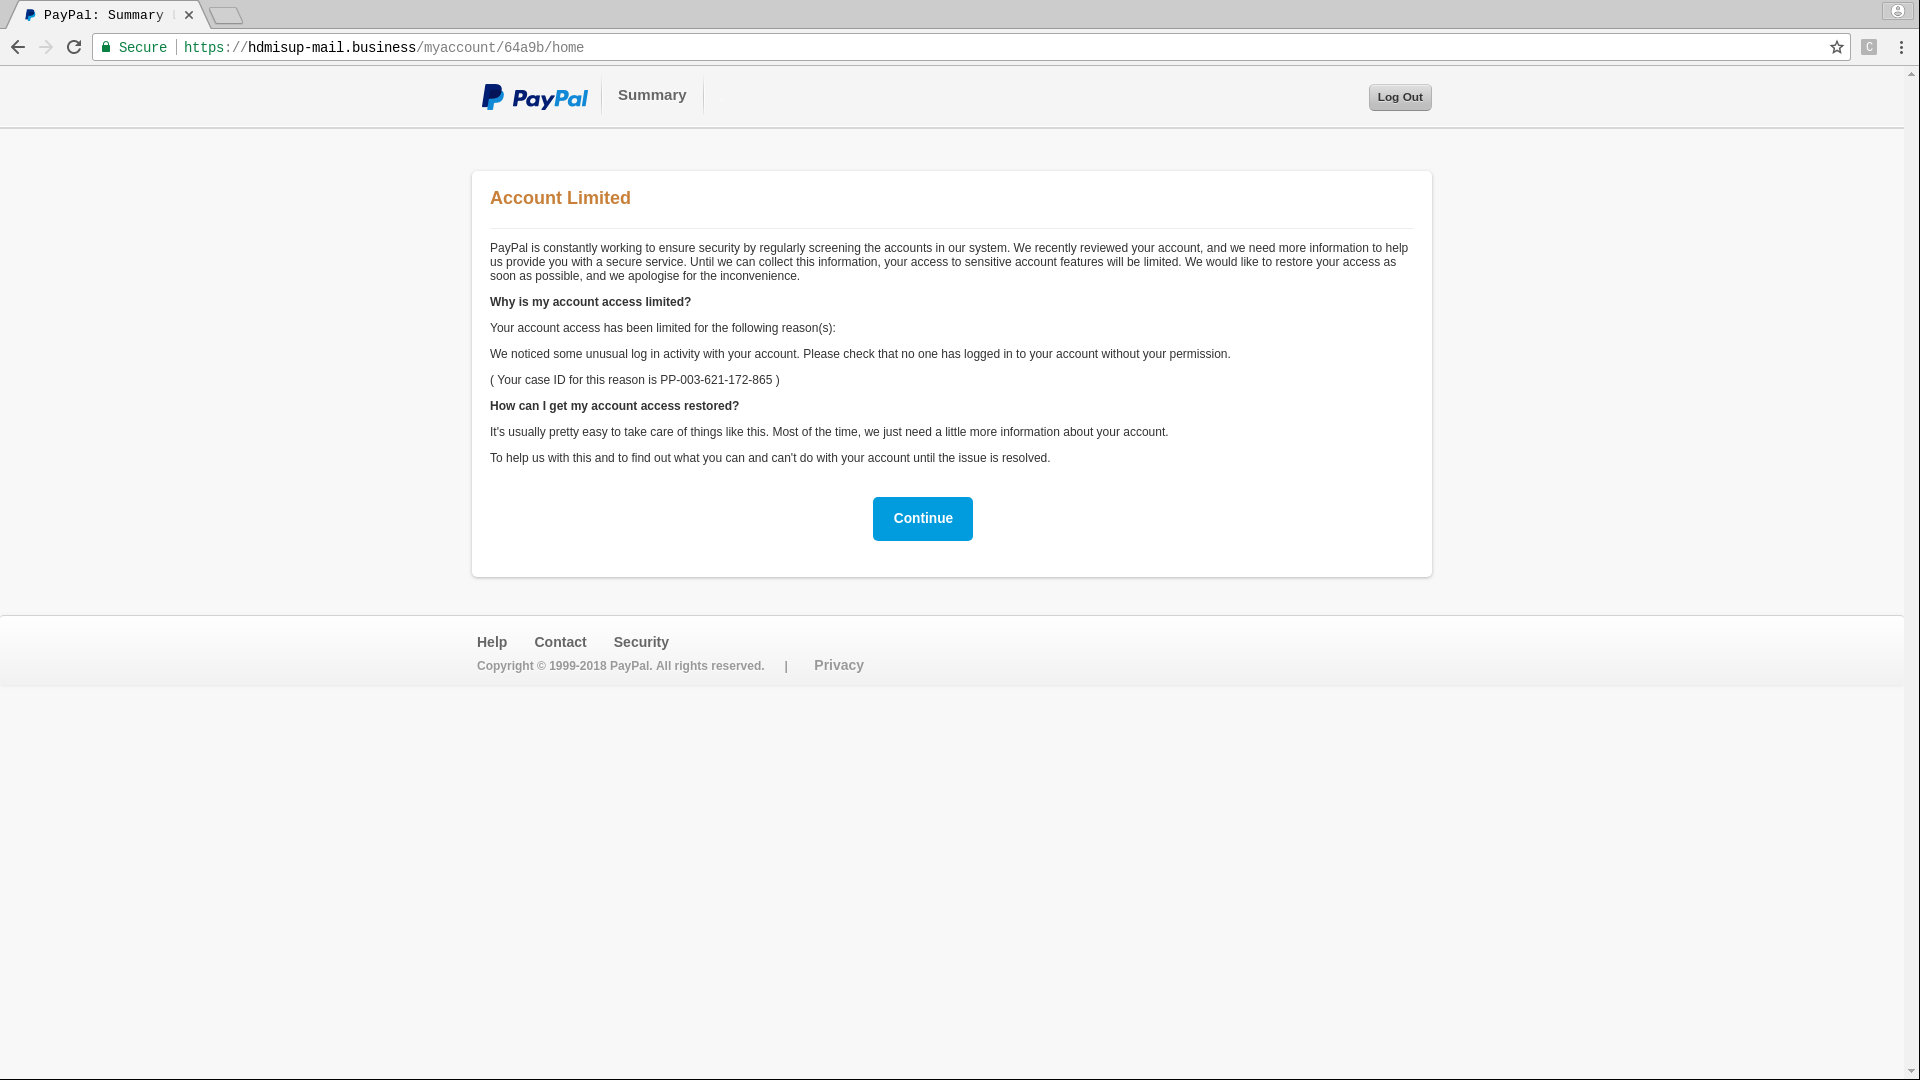 PayPal: Summary
Secure https://hdmisup-mail.business/myaccount/64a9b/home
C
PayPal Summary Log Out
Account Limited
PayPal is constantly working to ensure security by regularly screening the accounts in our system. We recently reviewed your account, and we need more information to help
us provide you with a secure service. Until we can collect this information, your access to sensitive account features will be limited. We would like to restore your access as
soon as possible, and we apologise for the inconvenience.
Why is my account access limited?
Your account access has been limited for the following reason(s):
We noticed some unusual log in activity with your account. Please check that no one has logged in to your account without your permission.
( Your case ID for this reason is PP-003-621-172-865 )
How can I get my account access restored?
It's usually pretty easy to take care of things like this. Most of the time, we just need a little more information about your account.
To help us with this and to find out what you can and can't do with your account until the issue is resolved.
Continue
Help Contact Security
Copyright © 1999-2018 PayPal. All rights reserved. | Privacy